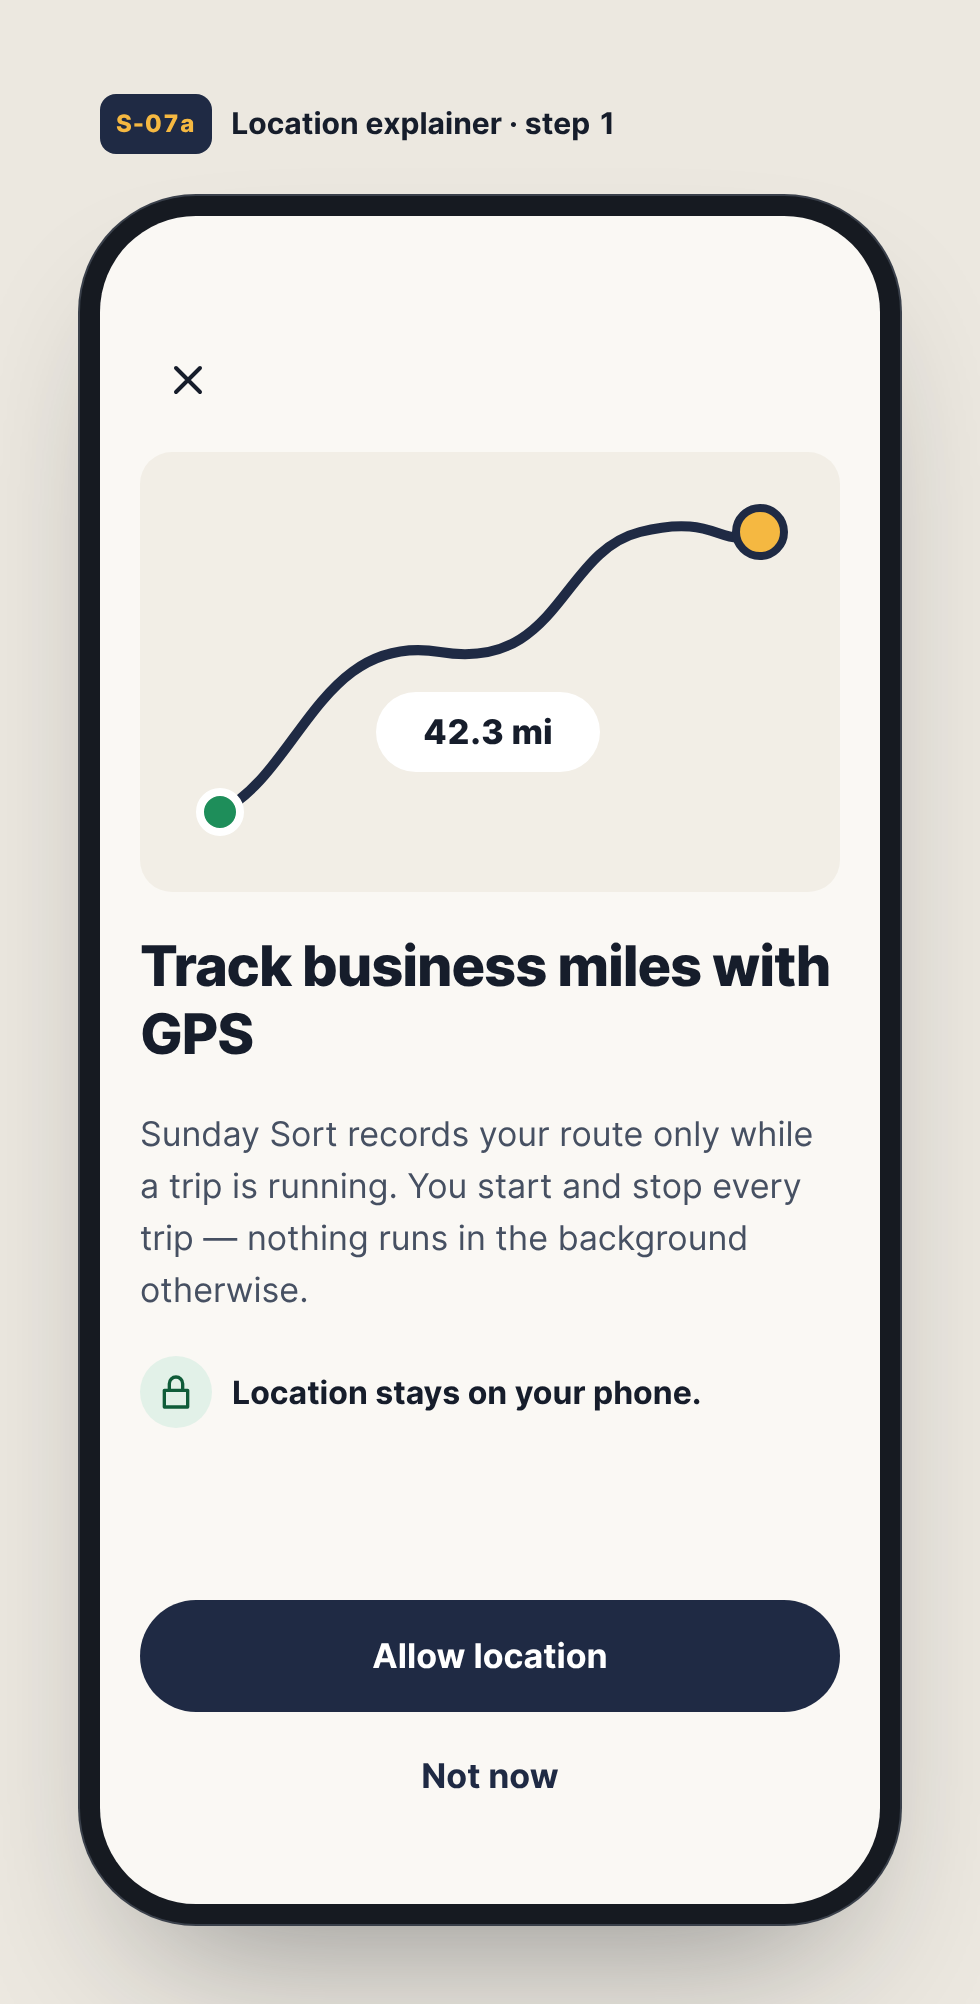 S-07a
Location explainer · step 1
42.3 mi
Track business miles with
GPS
Sunday Sort records your route only while
a trip is running. You start and stop every
trip — nothing runs in the background
otherwise.
Location stays on your phone.
Allow location
Not now